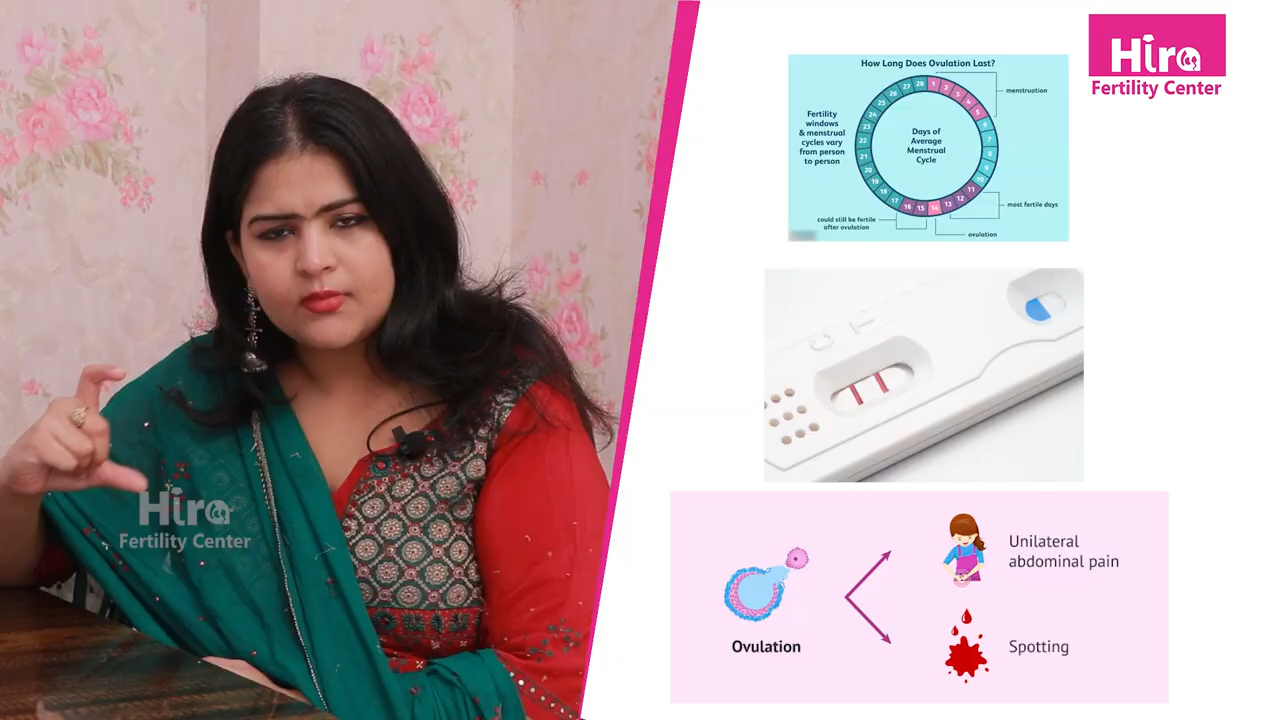 Hira
Fertility Center
How Long Does Ovulation Last?
Fertility
windows
& menstrual
cycles vary
from person
to person
Days of
Average
Menstrual
Cycle
1
2
3
4
5
6
7
8
9
10
11
12
13
14
15
16
17
18
19
20
21
22
23
24
25
26
27
28
menstruation
most fertile days
could still be fertile
after ovulation
ovulation
Ovulation
Unilateral
abdominal pain
Spotting
Hira
Fertility Center